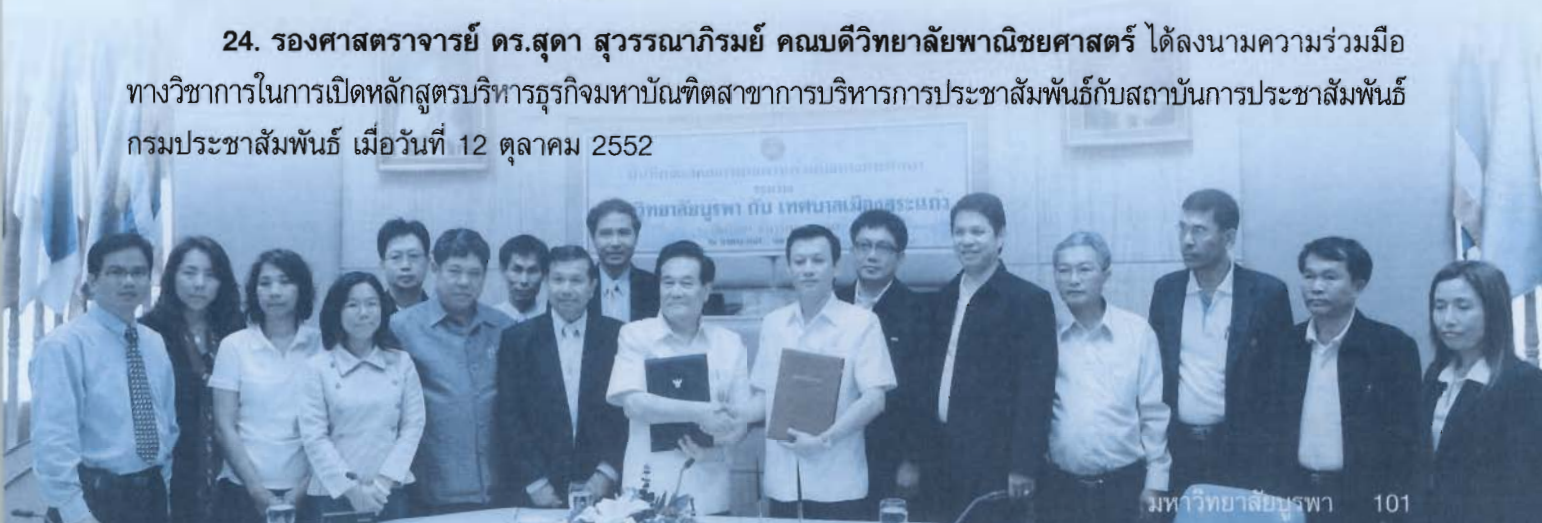 24. รองศาสตราจารย์ ดร.สุดา สุวรรณาภิรมย์ คณบดีวิทยาลัยพาณิชยศาสตร์ ได้ลงนามความร่วมมือ
ทางวิชาการในการเปิดหลักสูตรบริหารธุรกิจมหาบัณฑิตสาขาการบริหารการประชาสัมพันธ์กับสถาบันการประชาสัมพันธ์
กรมประชาสัมพันธ์ เมื่อวันที่ 12 ตุลาคม 2552
ระหว่าง
วิทยาลัยบูรพา กับ เทศบาลเมืองสระแก้ว
มหาวิทยาลัยบูรพา 101